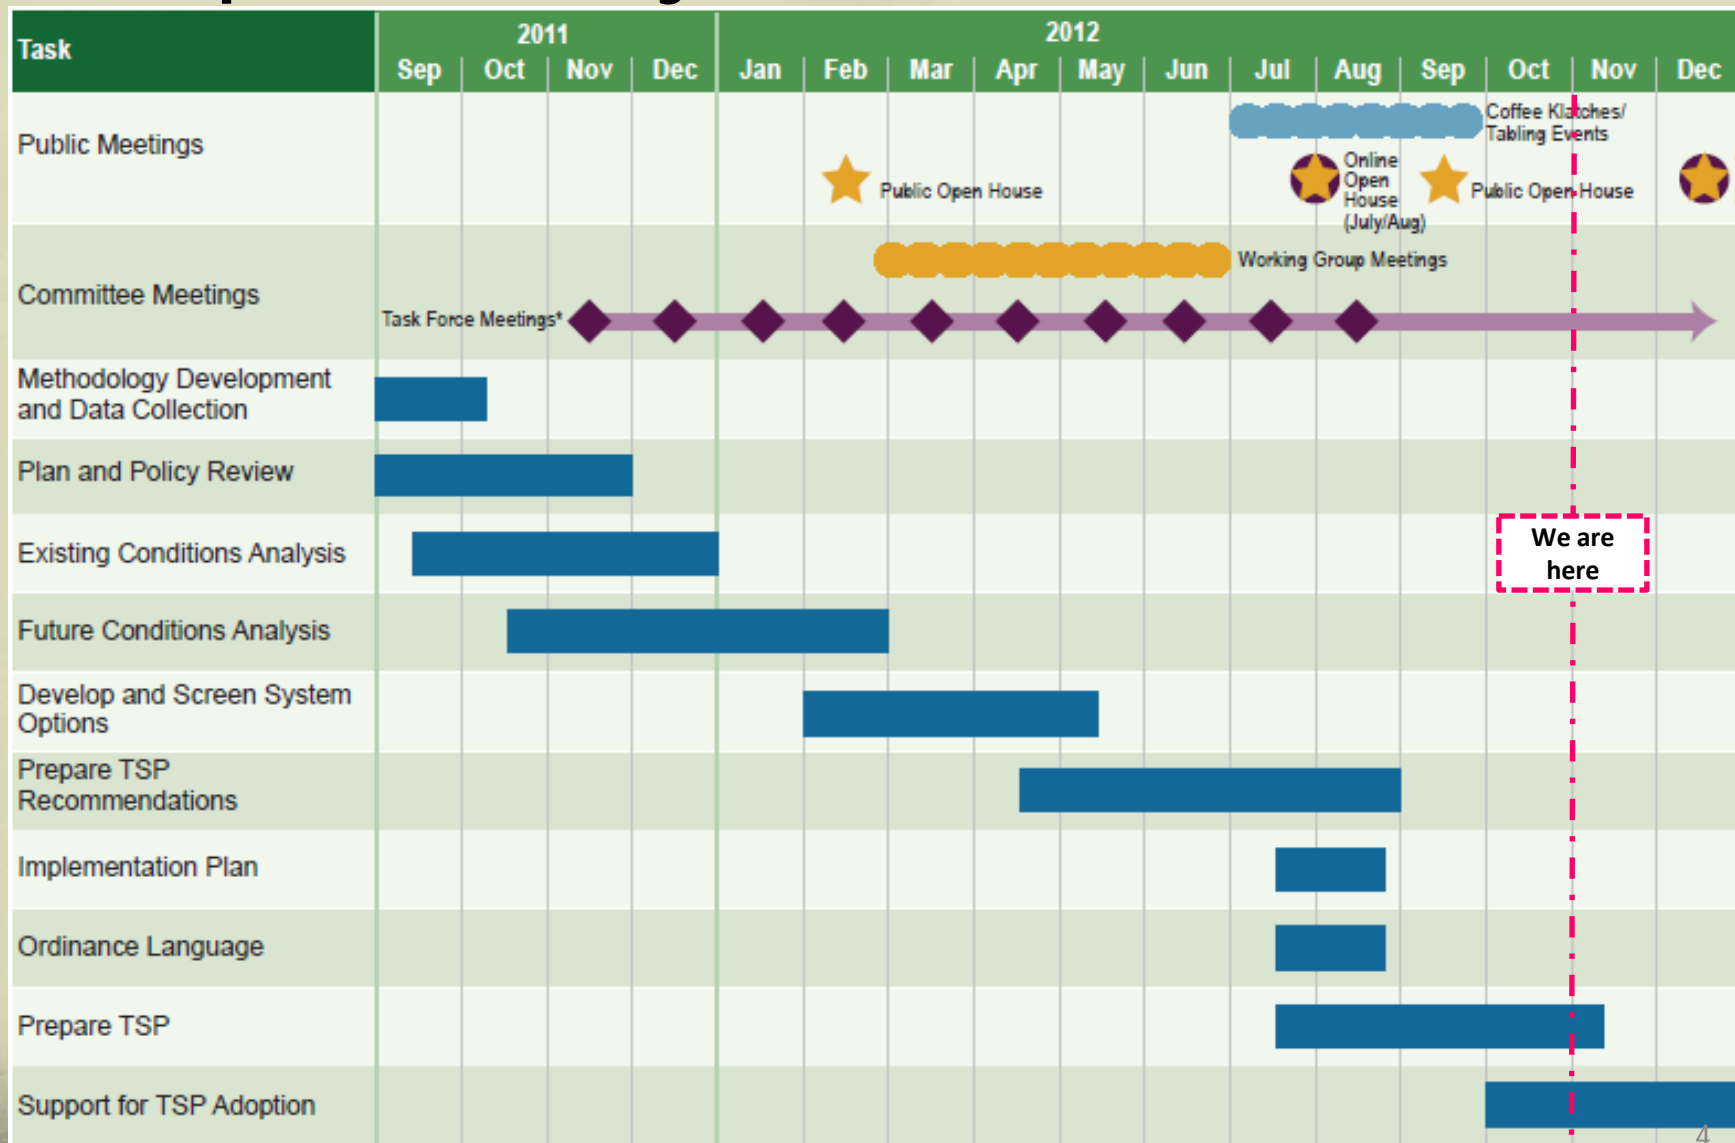 Task
2011
2012
Sep Oct Nov Dec Jan Feb Mar Apr May Jun Jul Aug Sep Oct Nov Dec
Public Meetings
Coffee Klatches/
Tabling Events
Public Open House
Online
Open
House
(July/Aug)
Public Open House
Committee Meetings
Working Group Meetings
Task Force Meetings*
Methodology Development
and Data Collection
Plan and Policy Review
Existing Conditions Analysis
We are
here
Future Conditions Analysis
Develop and Screen System
Options
Prepare TSP
Recommendations
Implementation Plan
Ordinance Language
Prepare TSP
Support for TSP Adoption
4